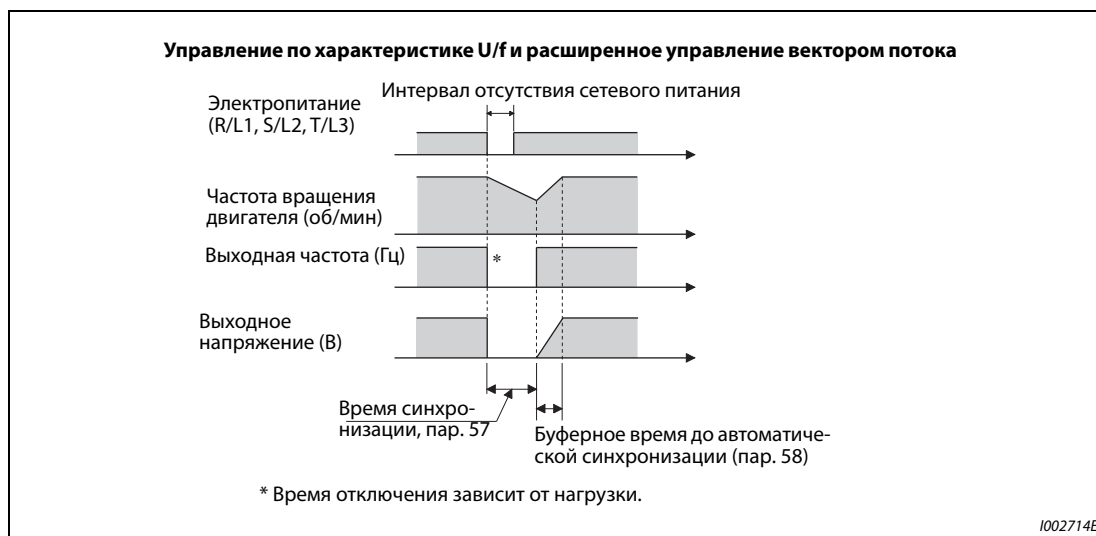 Управление по характеристике U/f и расширенное управление вектором потока
Интервал отсутствия сетевого питания
Электропитание
(R/L1, S/L2, T/L3)
Частота вращения
двигателя (об/мин)
Выходная частота (Гц)
*
Выходное
напряжение (В)
Время синхро-
низации, пар. 57
Буферное время до автоматиче-
ской синхронизации (пар. 58)
* Время отключения зависит от нагрузки.
I002714E